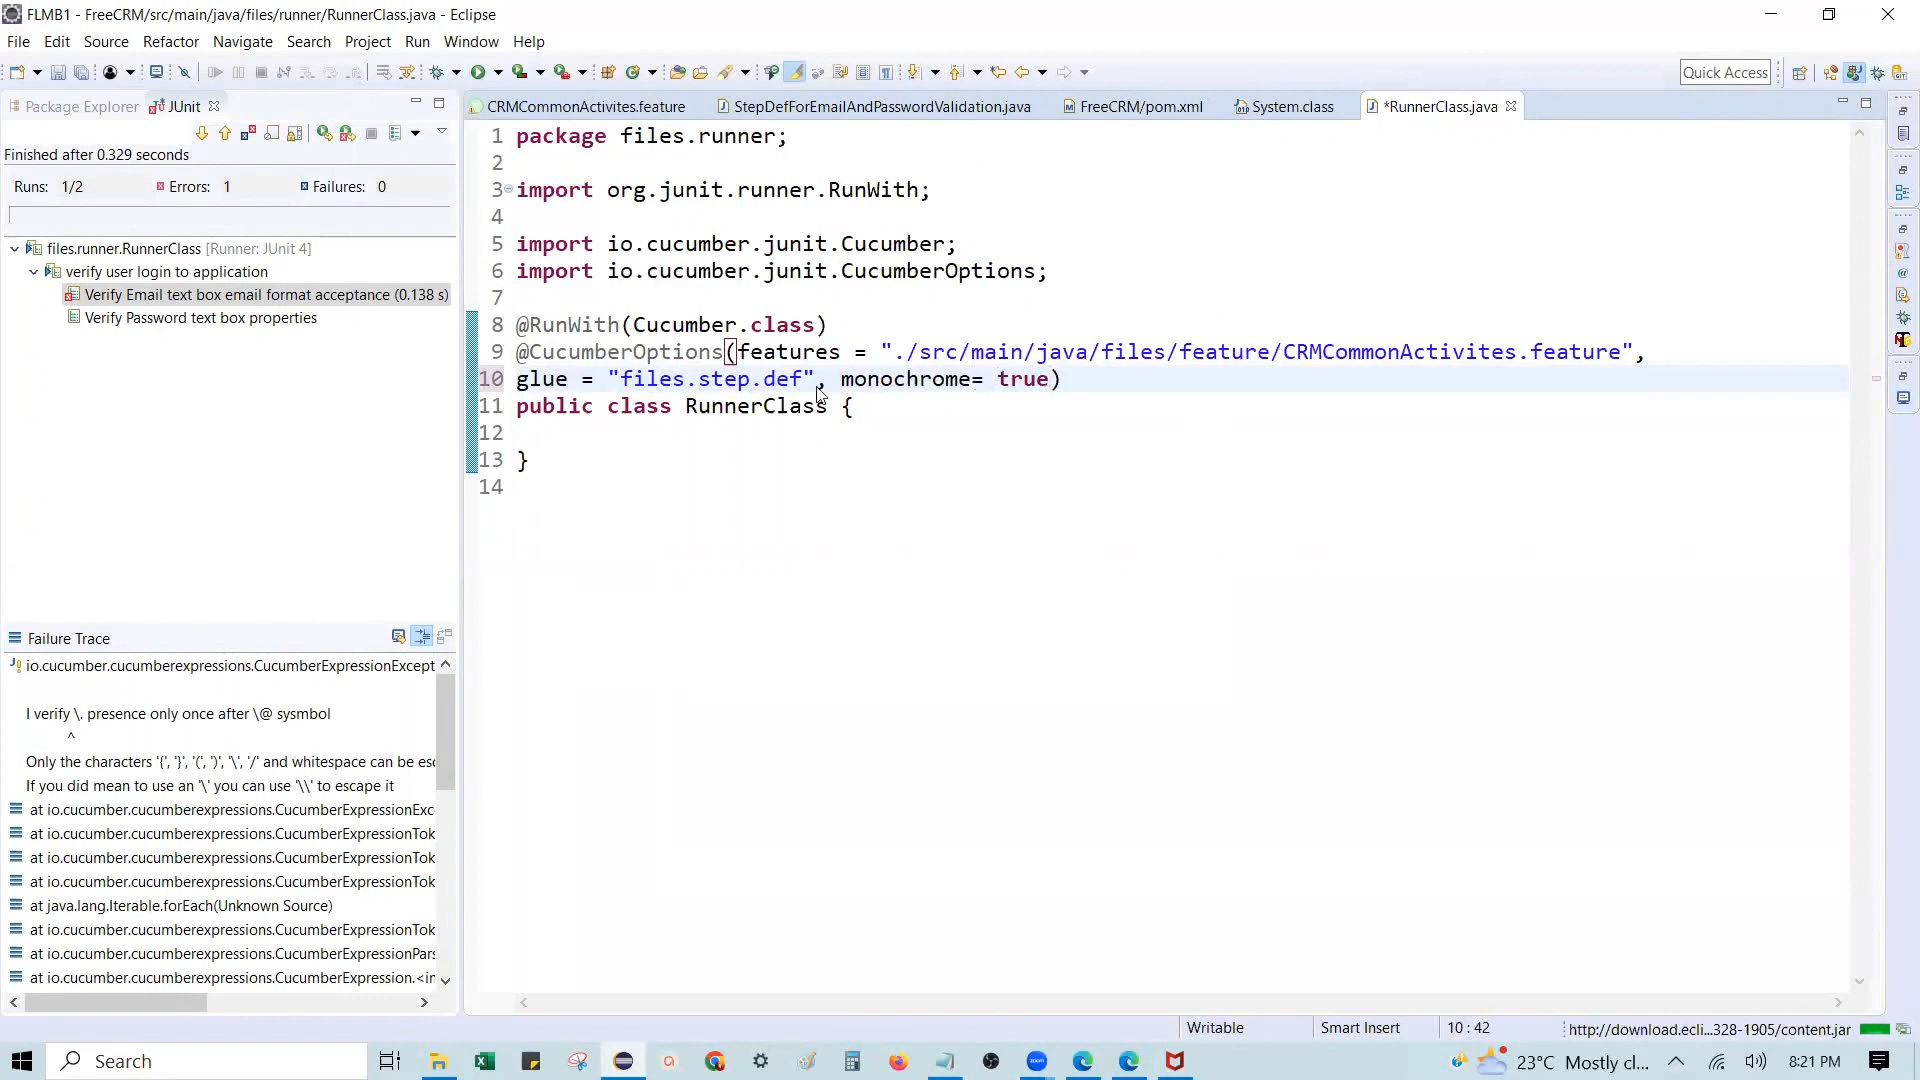 FLMB1 - FreeCRM/src/main/java/files/runner/RunnerClass.java - Eclipse
File Edit Source Refactor Navigate Search Project Run Window Help
Quick Access
Package Explorer JUnit
CRMCommonActivites.feature StepDefForEmailAndPasswordValidation.java FreeCRM/pom.xml System.class *RunnerClass.java
Finished after 0.329 seconds
Runs: 1/2 Errors: 1 Failures: 0
files.runner.RunnerClass [Runner: JUnit 4]
verify user login to application
Verify Email text box email format acceptance (0.138 s)
Verify Password text box properties
1 package files.runner;
2
3 import org.junit.runner.RunWith;
4
5 import io.cucumber.junit.Cucumber;
6 import io.cucumber.junit.CucumberOptions;
7
8 @RunWith(Cucumber.class)
9 @CucumberOptions(features = "./src/main/java/files/feature/CRMCommonActivites.feature",
10 glue = "files.step.def", monochrome= true)
11 public class RunnerClass {
12
13 }
14
Failure Trace
io.cucumber.cucumberexpressions.CucumberExpressionExcept
I verify \. presence only once after \@ sysmbol
^
Only the characters '{', '}', '(', ')', '\', '/' and whitespace can be esc
If you did mean to use an '\' you can use '\\' to escape it
at io.cucumber.cucumberexpressions.CucumberExpressionExc
at io.cucumber.cucumberexpressions.CucumberExpressionTok
at io.cucumber.cucumberexpressions.CucumberExpressionTok
at io.cucumber.cucumberexpressions.CucumberExpressionTok
at java.lang.Iterable.forEach(Unknown Source)
at io.cucumber.cucumberexpressions.CucumberExpressionTok
at io.cucumber.cucumberexpressions.CucumberExpressionPars
at io.cucumber.cucumberexpressions.CucumberExpression.<in
Writable Smart Insert 10 : 42 http://download.ecli...328-1905/content.jar
Search 23°C Mostly cl... 8:21 PM